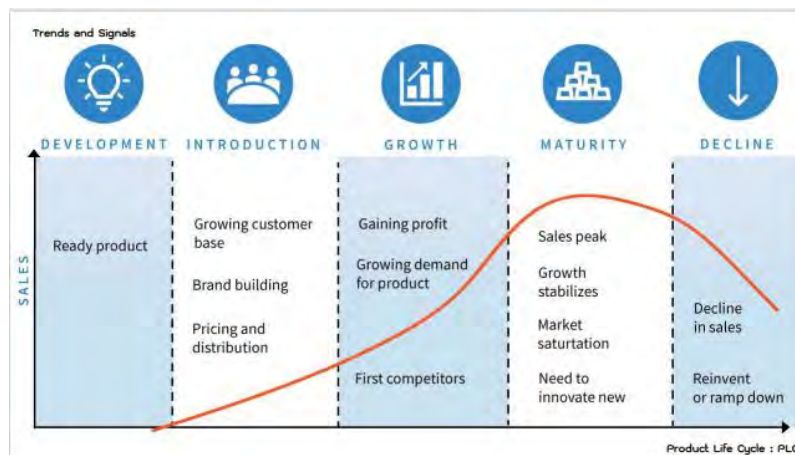 Trends and Signals
DEVELOPMENT
INTRODUCTION
GROWTH
MATURITY
DECLINE
SALES
Ready product
Growing customer
base
Brand building
Pricing and
distribution
Gaining profit
Growing demand
for product
First competitors
Sales peak
Growth
stabilizes
Market
saturtation
Need to
innovate new
Decline
in sales
Reinvent
or ramp down
Product Life Cycle : PLC